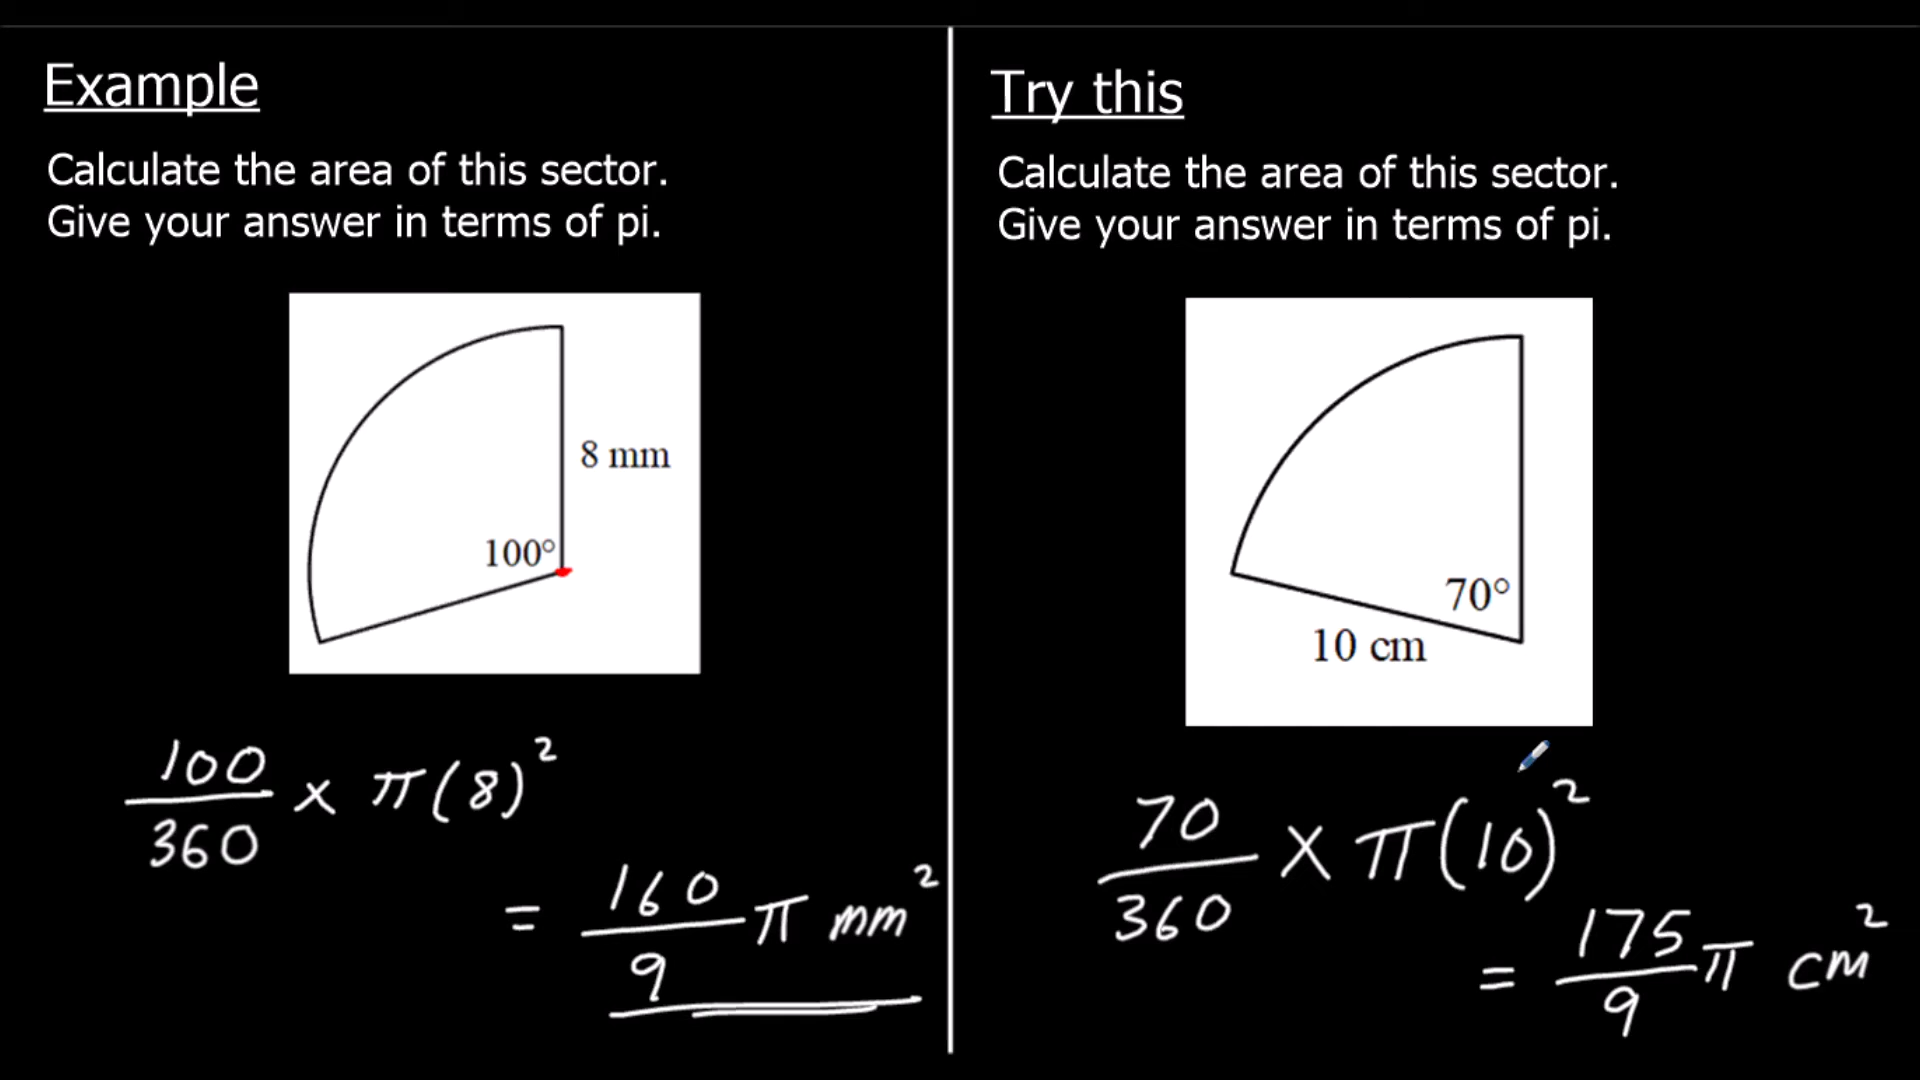 Example
Calculate the area of this sector.
Give your answer in terms of pi.
8 mm
100°
100/360 × π(8)²
= 160/9 π mm²
Try this
Calculate the area of this sector.
Give your answer in terms of pi.
70°
10 cm
70/360 × π(10)²
= 175/9 π cm²